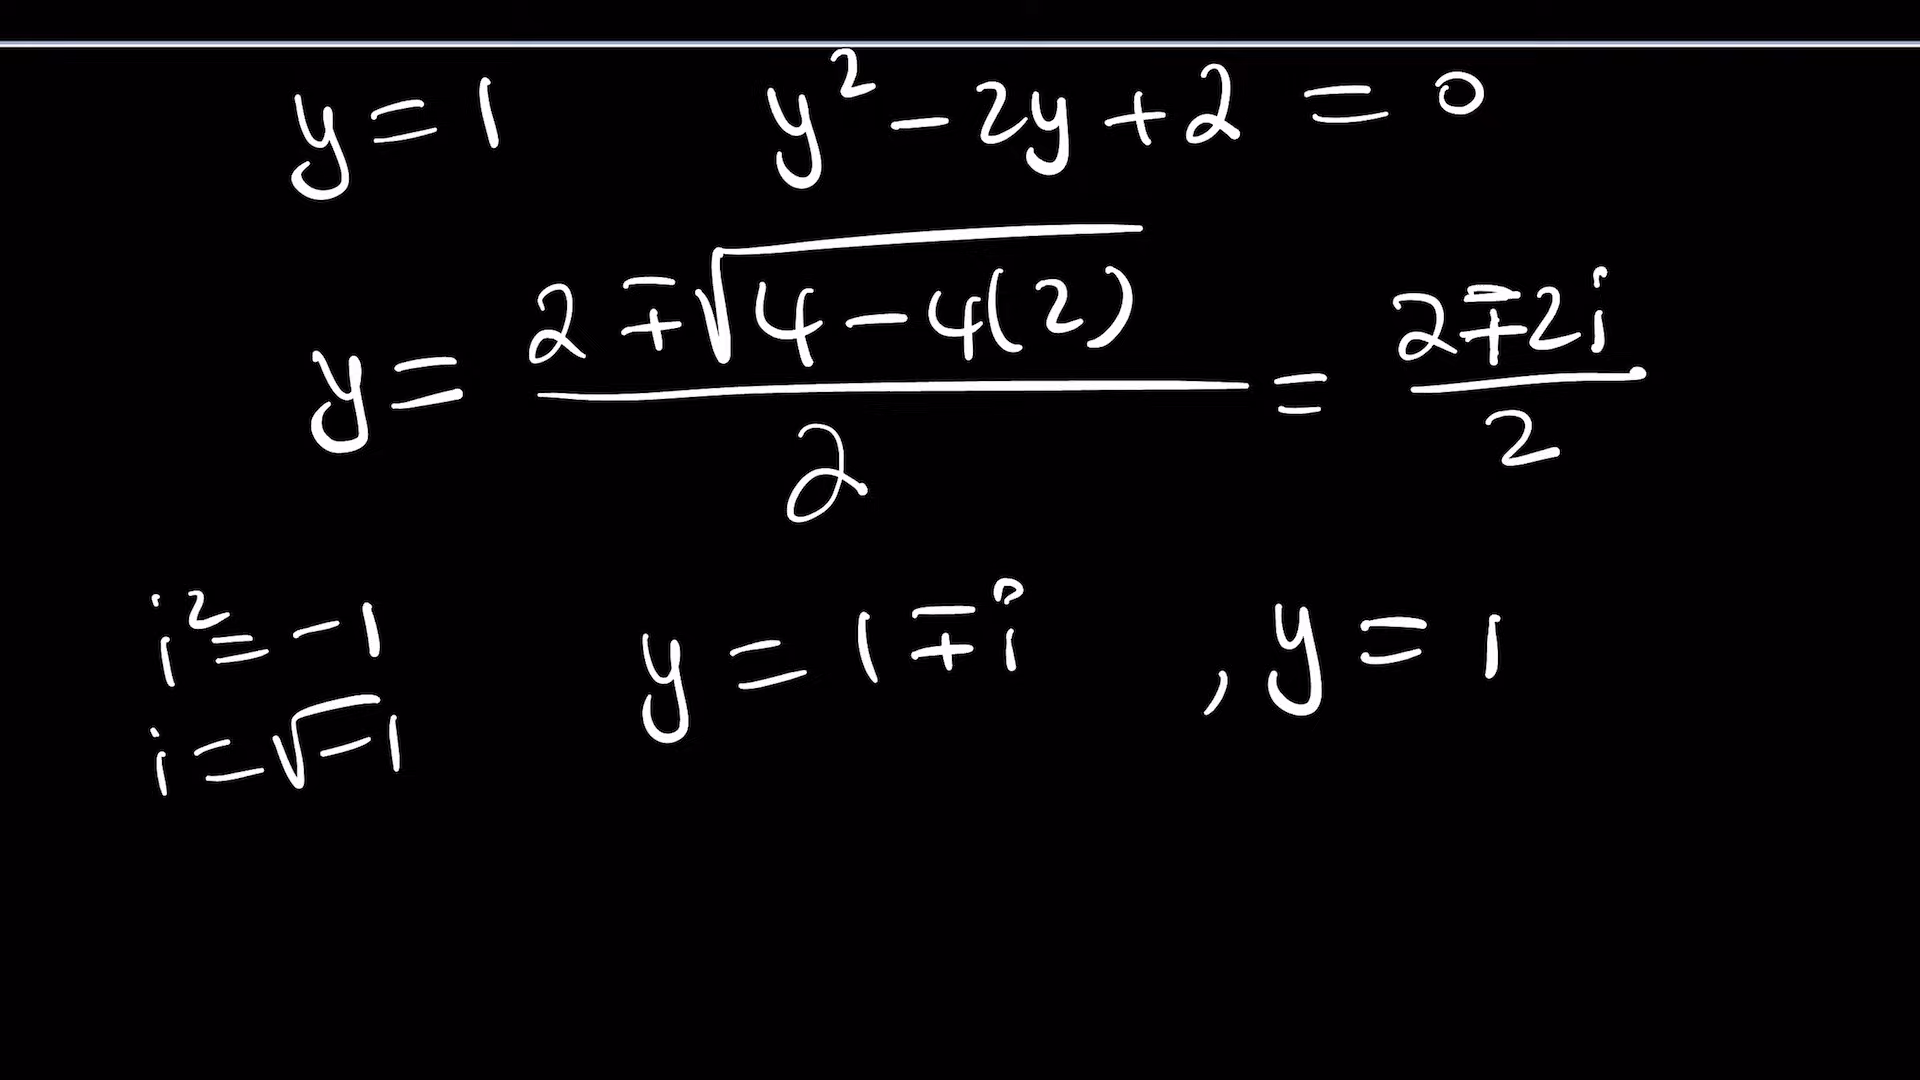 y = 1 y² - 2y + 2 = 0
y = (2 ∓ √(4 - 4(2))) / 2 = (2 ∓ 2i) / 2
i² = -1 y = 1 ∓ i , y = 1
i = √-1